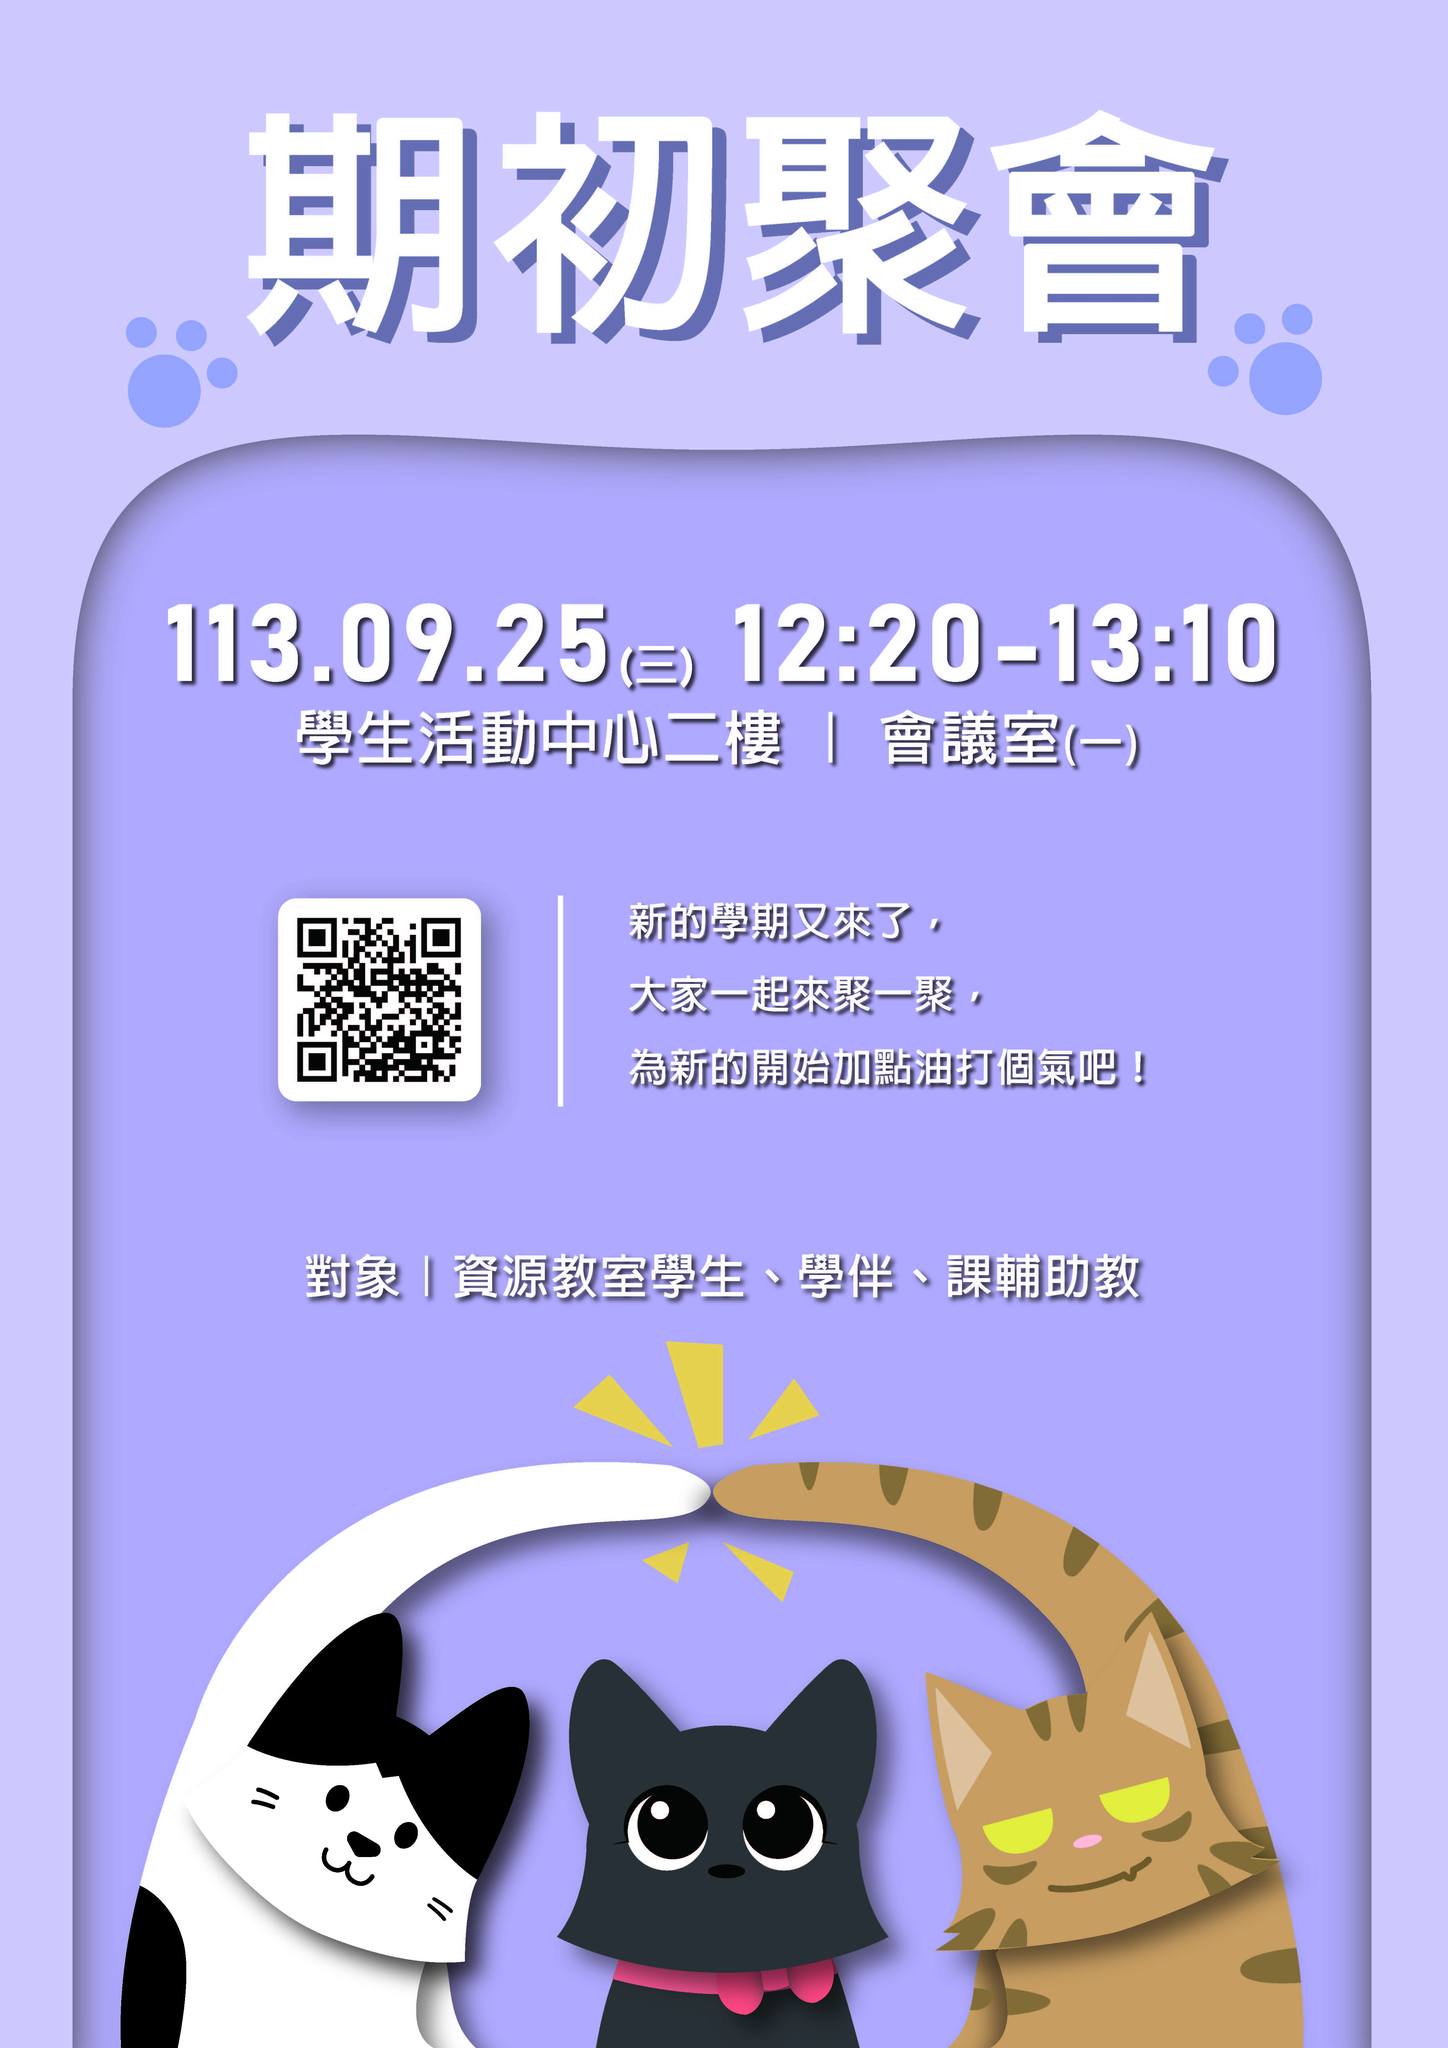 期初聚會
113.09.25(三) 12:20-13:10
學生活動中心二樓｜會議室(一)
新的學期又來了，
大家一起來聚一聚，
為新的開始加點油打個氣吧！
對象｜資源教室學生、學伴、課輔助教